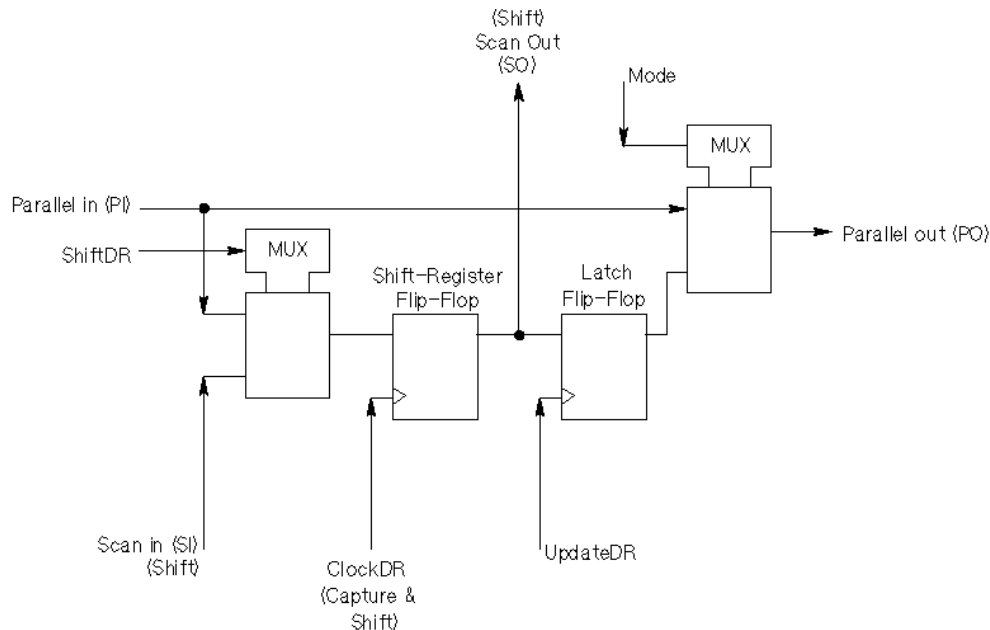 (Shift)
Scan Out
(SO)
Mode
MUX
Parallel in (PI)
ShiftDR
MUX
Parallel out (PO)
Shift-Register
Flip-Flop
Latch
Flip-Flop
Scan in (SI)
(Shift)
ClockDR
(Capture &
Shift)
UpdateDR